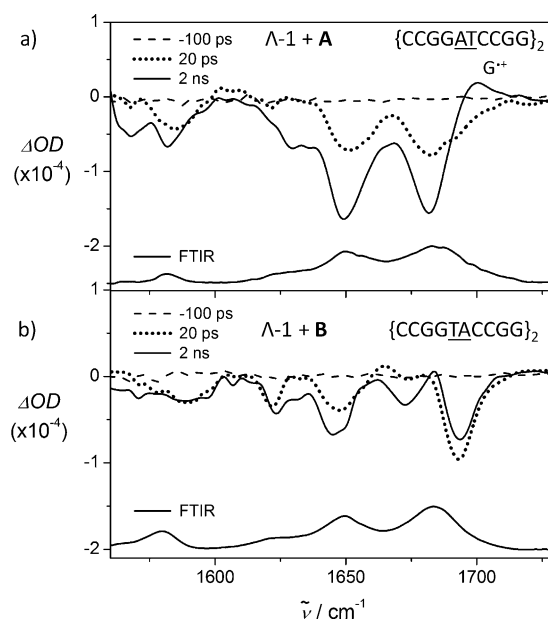 a)
-100 ps
20 ps
2 ns
Λ-1 + A
{CCGGATCCGG}₂
G•+
0
-1
-2
ΔOD
(x10⁻⁴)
FTIR
1
b)
-100 ps
20 ps
2 ns
Λ-1 + B
{CCGGTACCGG}₂
0
-1
-2
ΔOD
(x10⁻⁴)
FTIR
1600 1650 1700
ν̃ / cm⁻¹